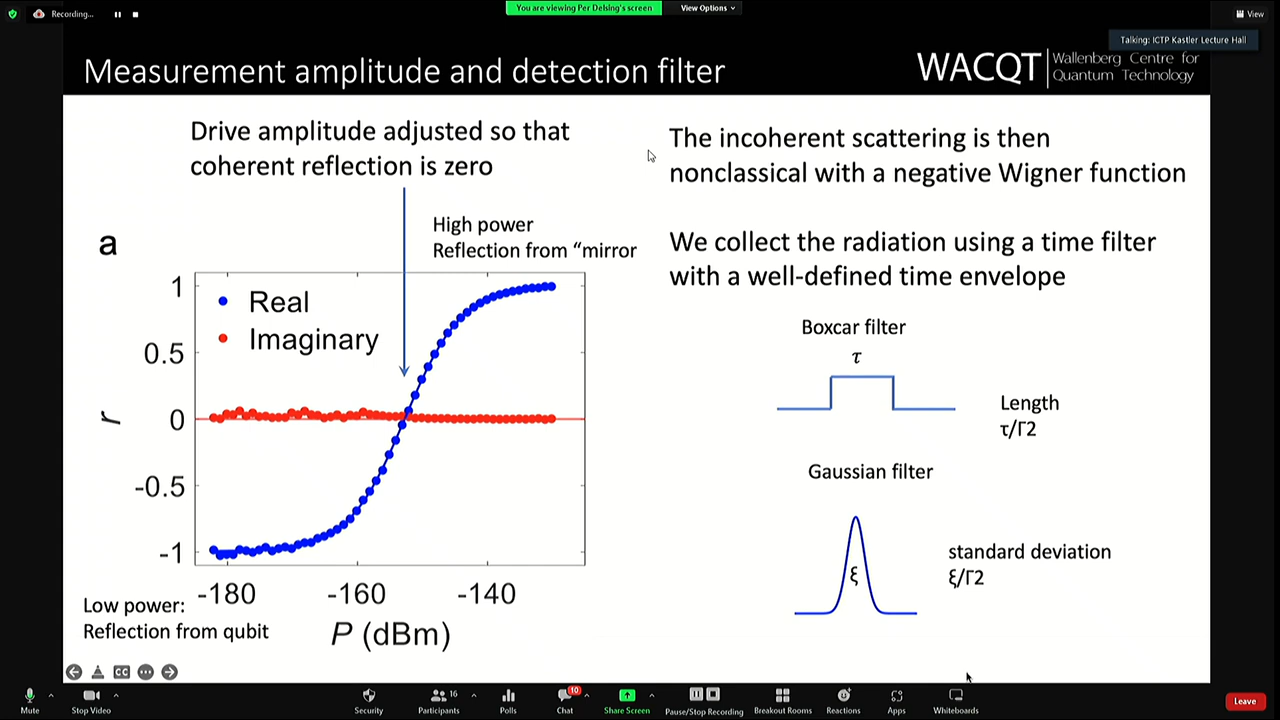 Recording...
You are viewing Per Delsing's screen
View Options
View
Talking: ICTP Kastler Lecture Hall
Measurement amplitude and detection filter
WACQT
Wallenberg Centre for
Quantum Technology
Drive amplitude adjusted so that
coherent reflection is zero
High power
Reflection from “mirror
a
1
0.5
0
-0.5
-1
r
Real
Imaginary
-180
-160
-140
P (dBm)
Low power:
Reflection from qubit
The incoherent scattering is then
nonclassical with a negative Wigner function
We collect the radiation using a time filter
with a well-defined time envelope
Boxcar filter
τ
Length
τ/Γ2
Gaussian filter
ξ
standard deviation
ξ/Γ2
CC
Mute
Stop Video
Security
16
Participants
Polls
10
Chat
Share Screen
Pause/Stop Recording
Breakout Rooms
Reactions
Apps
Whiteboards
Leave